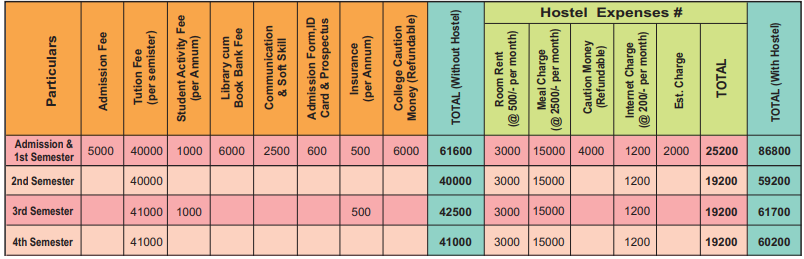 Particulars
Admission Fee
Tution Fee
(per semister)
Student Activity Fee
(per Annum)
Library cum
Book Bank Fee
Communication
& Soft Skill
Admission Form,ID
Card & Prospectus
Insurance
(per Annum)
College Caution
Money (Refundable)
TOTAL (Without Hostel)
Hostel Expenses #
Room Rent
(@ 500/- per month)
Meal Charge
(@ 2500/- per month)
Caution Money
(Refundable)
Internet Charge
(@ 200/- per month)
Est. Charge
TOTAL
TOTAL (With Hostel)
Admission &
1st Semester 5000 40000 1000 6000 2500 600 500 6000 61600 3000 15000 4000 1200 2000 25200 86800
2nd Semester 40000 40000 3000 15000 1200 19200 59200
3rd Semester 41000 1000 500 42500 3000 15000 1200 19200 61700
4th Semester 41000 41000 3000 15000 1200 19200 60200